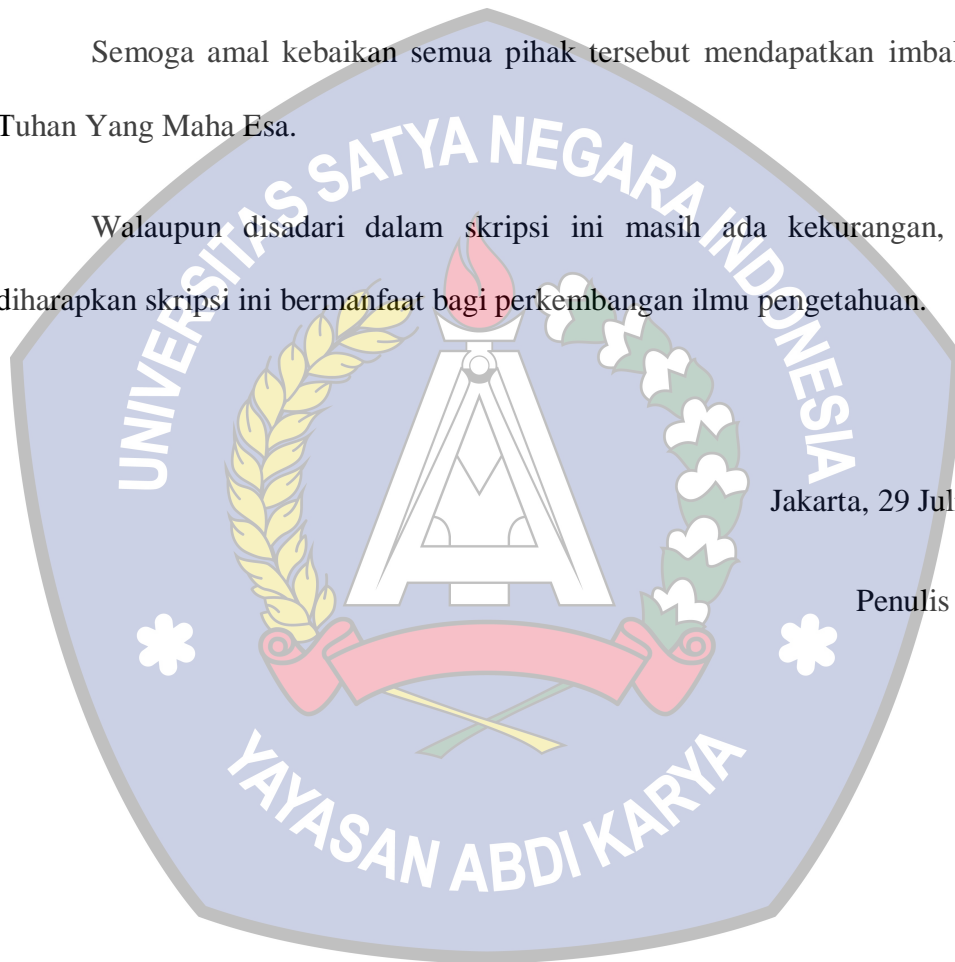 Semoga amal kebaikan semua pihak tersebut mendapatkan
Tuhan Yang Maha Esa.
Walaupun disadari dalam skripsi ini masih ada kekurangan,
diharapkan skripsi ini bermanfaat bagi perkembangan ilmu pengetahuan.
Jakarta, 29
Penulis
UNIVERSITAS SATYA NEGARA INDONESIA
YAYASAN ABDI KARYA